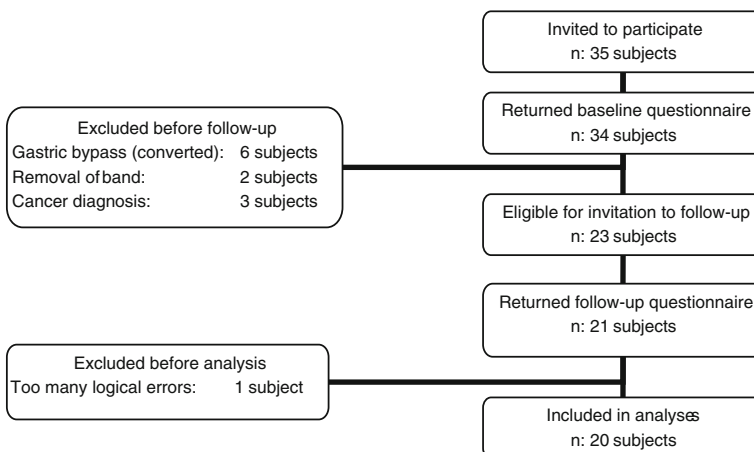 Invited to participate
n: 35 subjects
Returned baseline questionnaire
n: 34 subjects
Excluded before follow-up
Gastric bypass (converted): 6 subjects
Removal of band: 2 subjects
Cancer diagnosis: 3 subjects
Eligible for invitation to follow-up
n: 23 subjects
Returned follow-up questionnaire
n: 21 subjects
Excluded before analysis
Too many logical errors: 1 subject
Included in analyses
n: 20 subjects